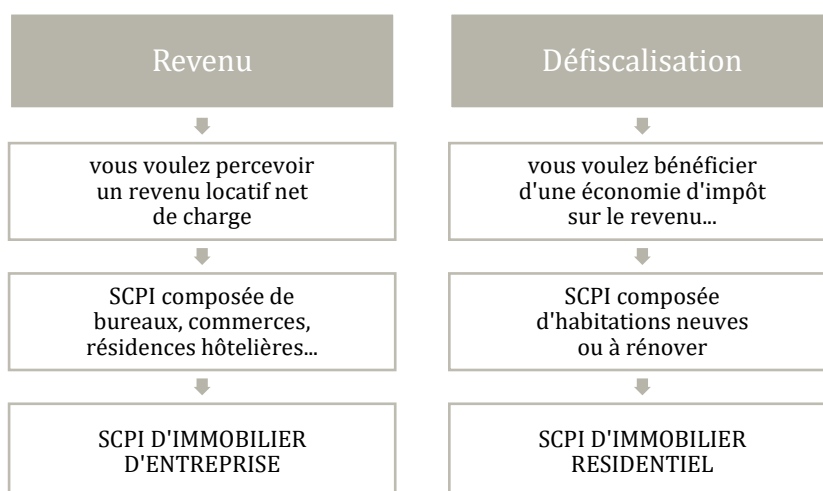 Revenu
vous voulez percevoir
un revenu locatif net
de charge
SCPI composée de
bureaux, commerces,
résidences hôtelières...
SCPI D'IMMOBILIER
D'ENTREPRISE
Défiscalisation
vous voulez bénéficier
d'une économie d'impôt
sur le revenu...
SCPI composée
d'habitations neuves
ou à rénover
SCPI D'IMMOBILIER
RESIDENTIEL